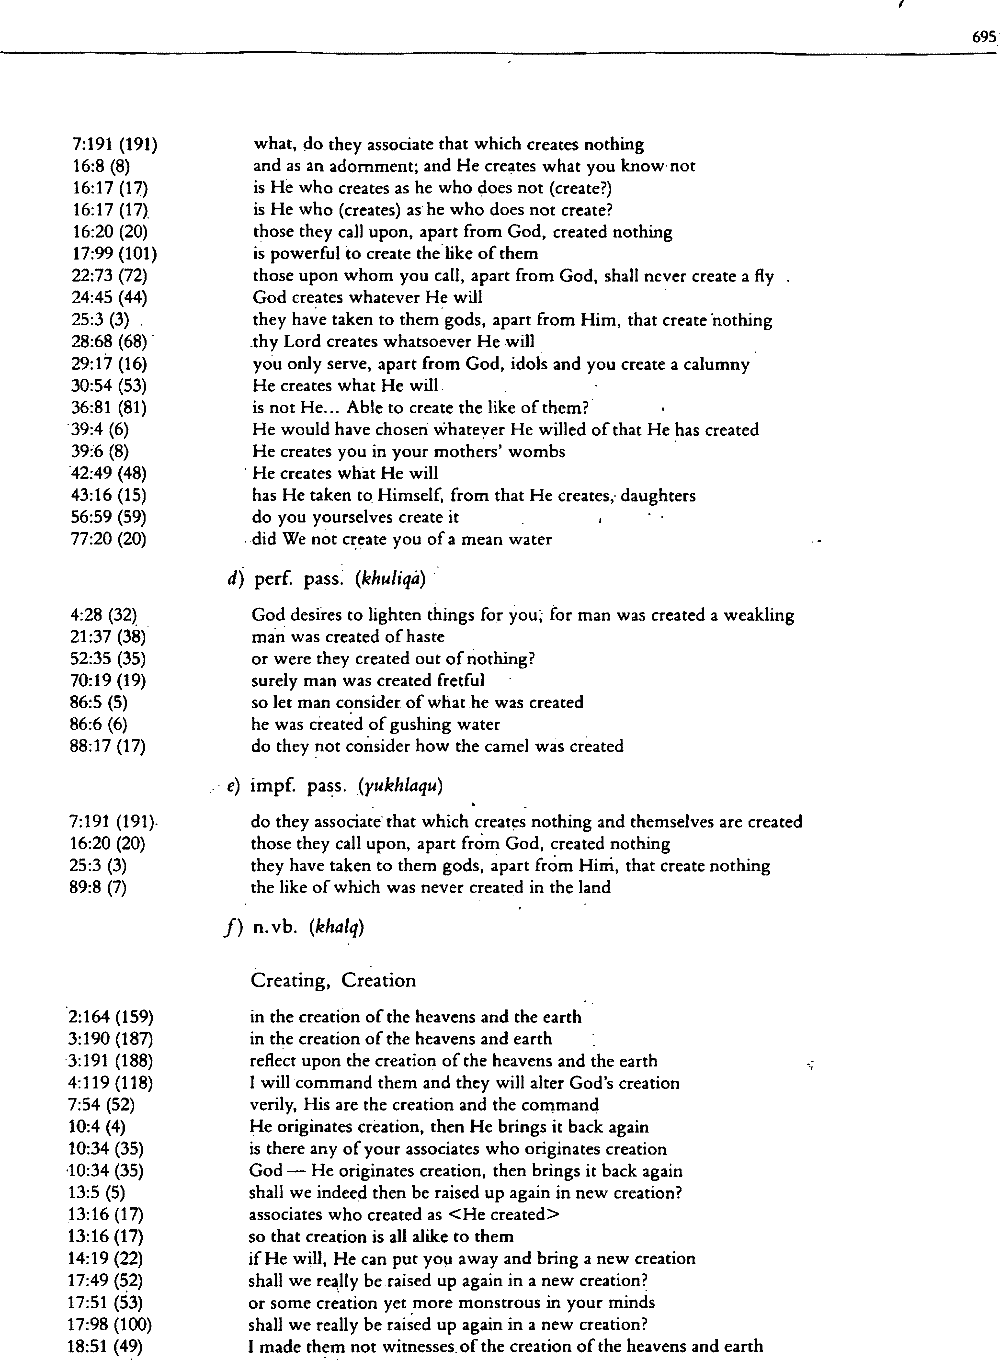 695
7:191 (191) what, do they associate that which creates nothing
16:8 (8) and as an adornment; and He creates what you know not
16:17 (17) is He who creates as he who does not (create?)
16:17 (17) is He who (creates) as he who does not create?
16:20 (20) those they call upon, apart from God, created nothing
17:99 (101) is powerful to create the like of them
22:73 (72) those upon whom you call, apart from God, shall never create a fly
24:45 (44) God creates whatever He will
25:3 (3) they have taken to them gods, apart from Him, that create nothing
28:68 (68) thy Lord creates whatsoever He will
29:17 (16) you only serve, apart from God, idols and you create a calumny
30:54 (53) He creates what He will
36:81 (81) is not He... Able to create the like of them?
39:4 (6) He would have chosen whatever He willed of that He has created
39:6 (8) He creates you in your mothers' wombs
42:49 (48) He creates what He will
43:16 (15) has He taken to Himself, from that He creates, daughters
56:59 (59) do you yourselves create it
77:20 (20) did We not create you of a mean water
d) perf. pass. (khuliqa)
4:28 (32) God desires to lighten things for you; for man was created a weakling
21:37 (38) man was created of haste
52:35 (35) or were they created out of nothing?
70:19 (19) surely man was created fretful
86:5 (5) so let man consider of what he was created
86:6 (6) he was created of gushing water
88:17 (17) do they not consider how the camel was created
e) impf. pass. (yukhlaqu)
7:191 (191) do they associate that which creates nothing and themselves are created
16:20 (20) those they call upon, apart from God, created nothing
25:3 (3) they have taken to them gods, apart from Him, that create nothing
89:8 (7) the like of which was never created in the land
f) n.vb. (khalq)
Creating, Creation
2:164 (159) in the creation of the heavens and the earth
3:190 (187) in the creation of the heavens and earth
3:191 (188) reflect upon the creation of the heavens and the earth
4:119 (118) I will command them and they will alter God's creation
7:54 (52) verily, His are the creation and the command
10:4 (4) He originates creation, then He brings it back again
10:34 (35) is there any of your associates who originates creation
10:34 (35) God — He originates creation, then brings it back again
13:5 (5) shall we indeed then be raised up again in new creation?
13:16 (17) associates who created as <He created>
13:16 (17) so that creation is all alike to them
14:19 (22) if He will, He can put you away and bring a new creation
17:49 (52) shall we really be raised up again in a new creation?
17:51 (53) or some creation yet more monstrous in your minds
17:98 (100) shall we really be raised up again in a new creation?
18:51 (49) I made them not witnesses of the creation of the heavens and earth